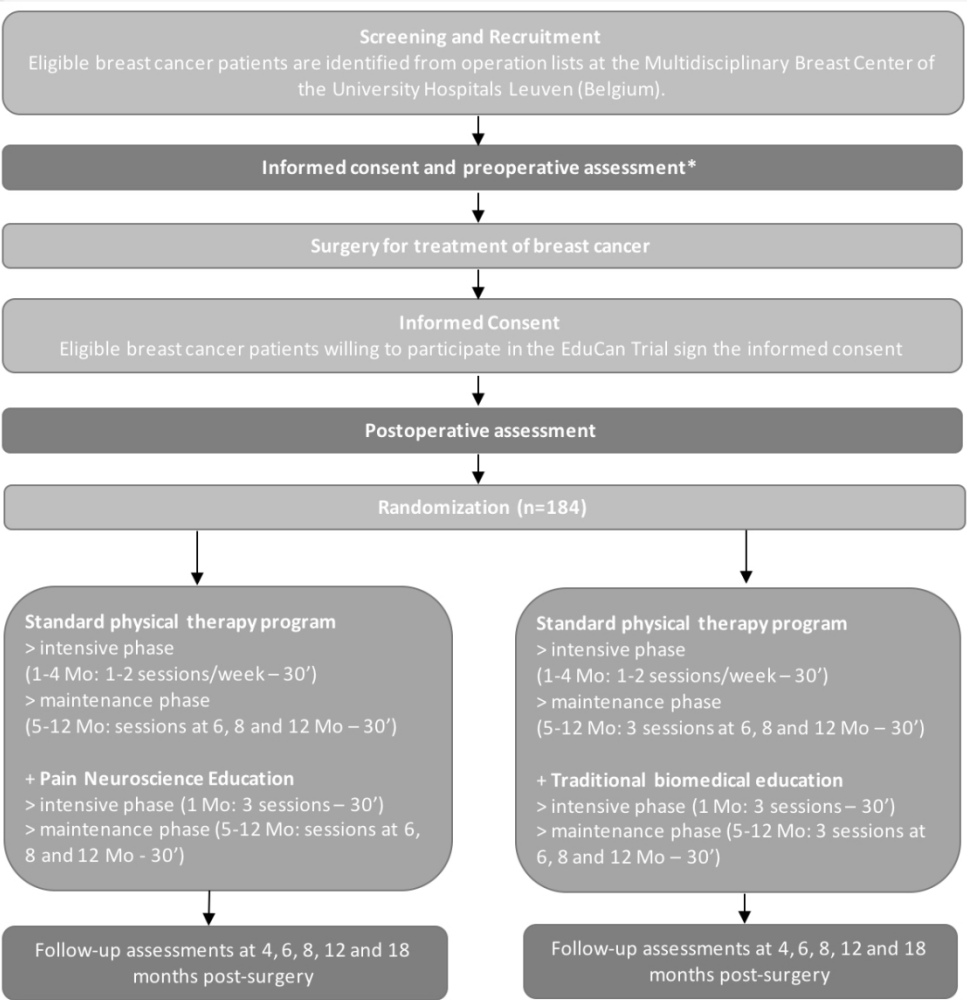 Screening and Recruitment
Eligible breast cancer patients are identified from operation lists at the Multidisciplinary Breast Center of
the University Hospitals Leuven (Belgium).
Informed consent and preoperative assessment*
Surgery for treatment of breast cancer
Informed Consent
Eligible breast cancer patients willing to participate in the EduCan Trial sign the informed consent
Postoperative assessment
Randomization (n=184)
Standard physical therapy program
> intensive phase
(1-4 Mo: 1-2 sessions/week – 30’)
> maintenance phase
(5-12 Mo: sessions at 6, 8 and 12 Mo – 30’)
+ Pain Neuroscience Education
> intensive phase (1 Mo: 3 sessions – 30’)
> maintenance phase (5-12 Mo: sessions at 6,
8 and 12 Mo - 30’)
Follow-up assessments at 4, 6, 8, 12 and 18
months post-surgery
Standard physical therapy program
> intensive phase
(1-4 Mo: 1-2 sessions/week – 30’)
> maintenance phase
(5-12 Mo: 3 sessions at 6, 8 and 12 Mo – 30’)
+ Traditional biomedical education
> intensive phase (1 Mo: 3 sessions – 30’)
> maintenance phase (5-12 Mo: 3 sessions at
6, 8 and 12 Mo – 30’)
Follow-up assessments at 4, 6, 8, 12 and 18
months post-surgery